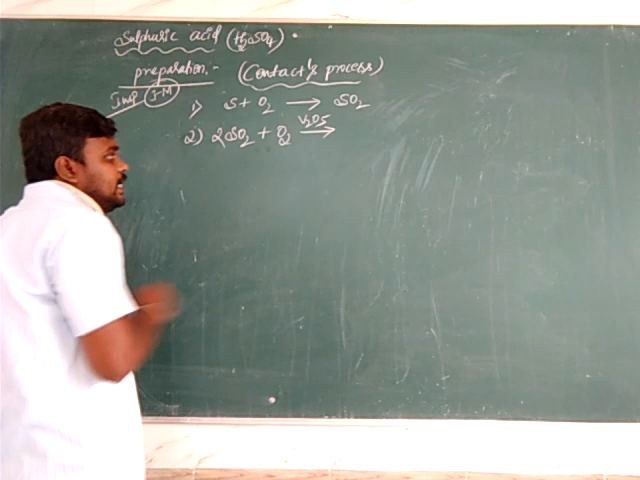 Sulphuric acid (H₂SO₄).
preparation:- (Contact's process)
Imp J-M
1) S + O₂ ⟶ SO₂
2) 2SO₂ + O₂ V₂O5 ⟶